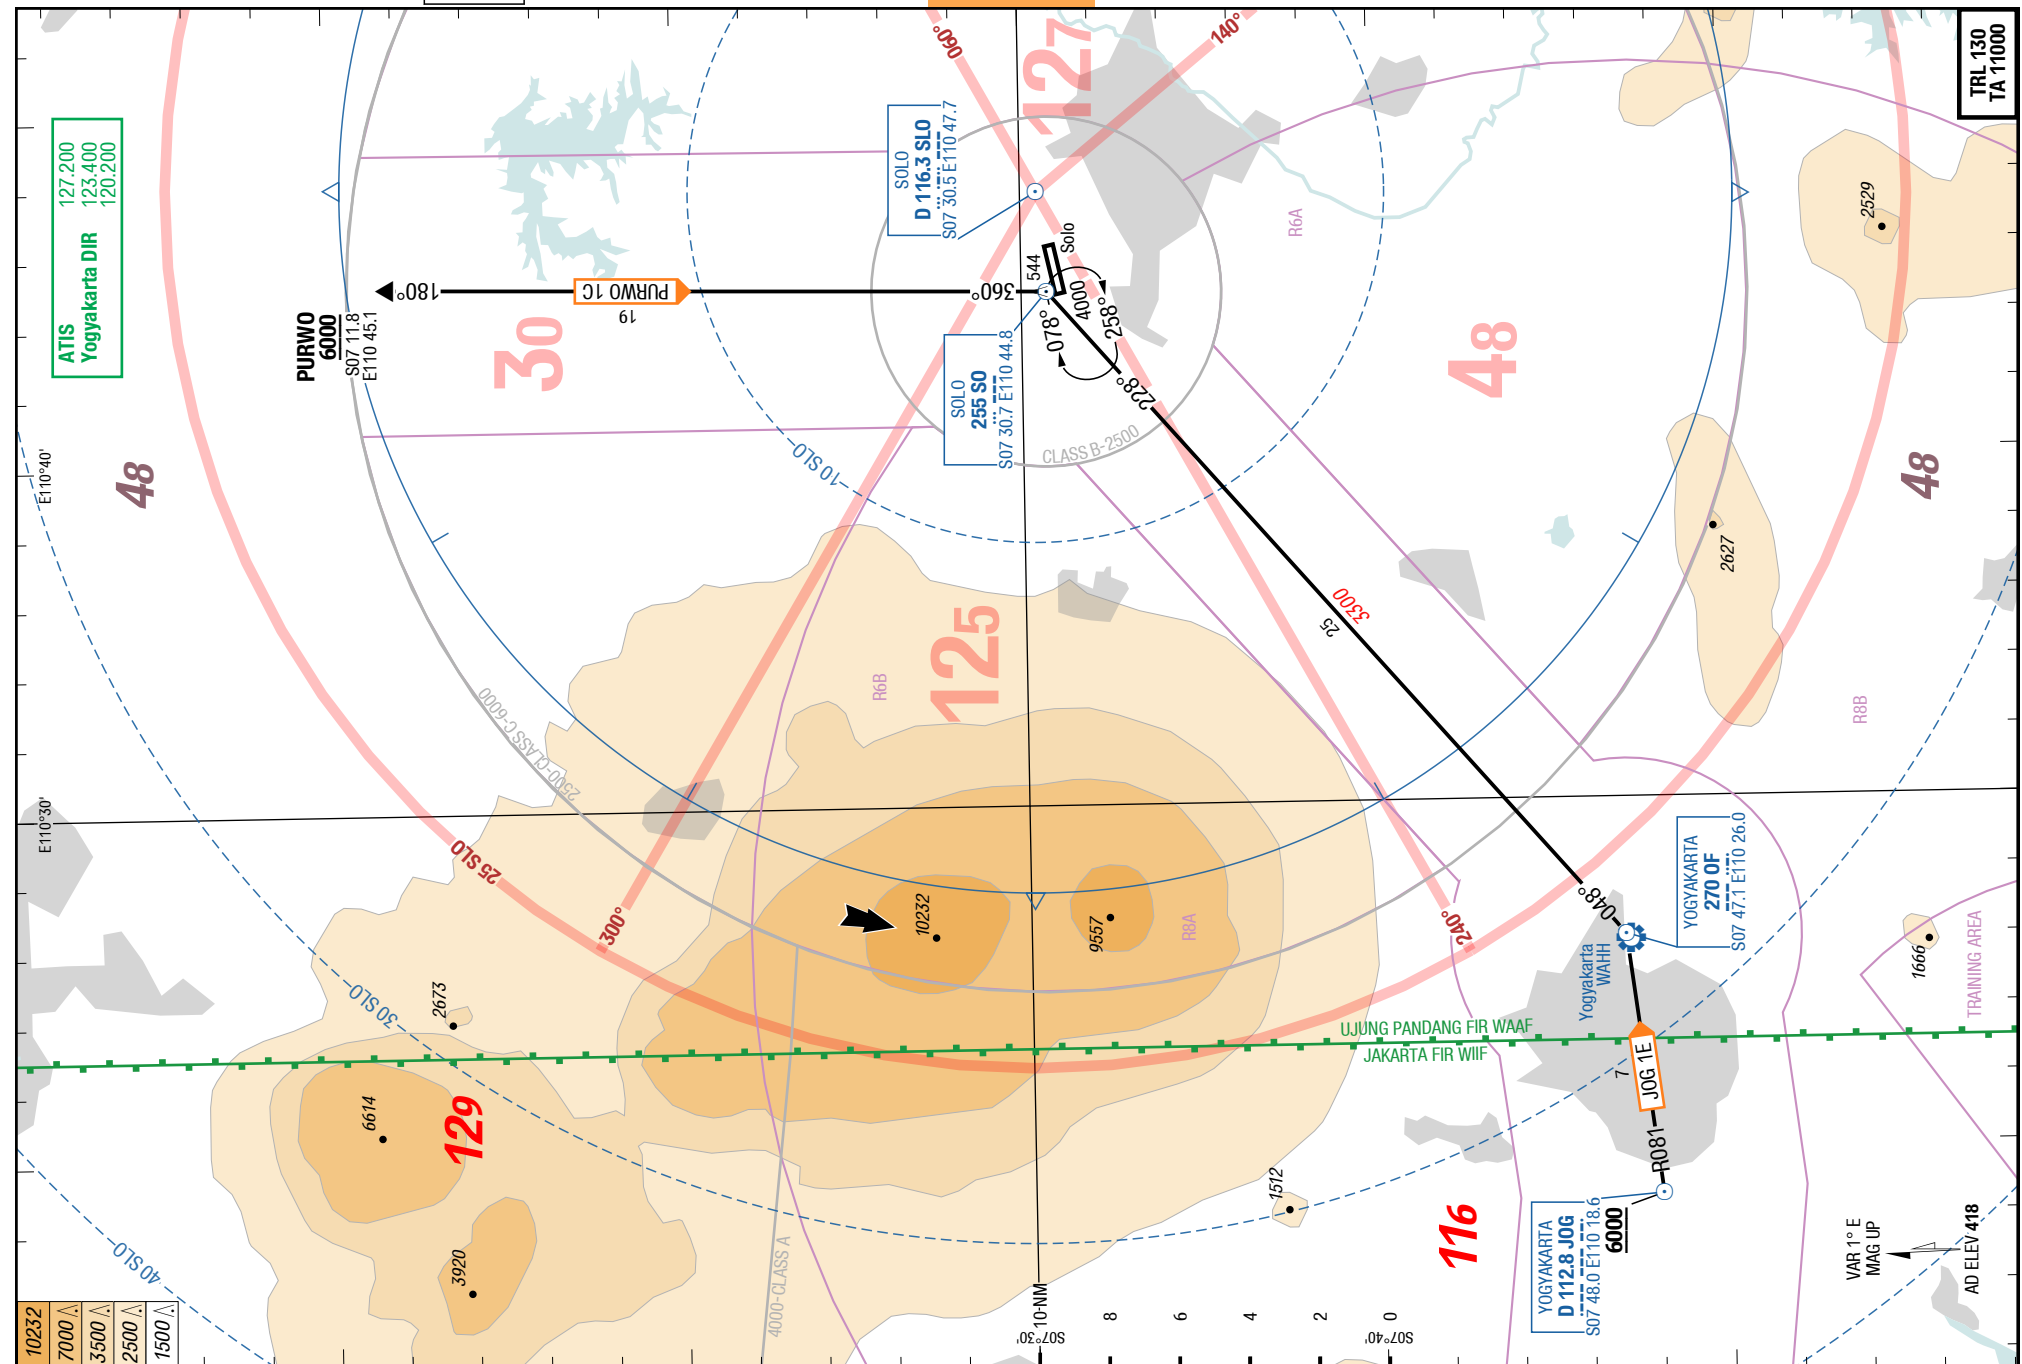 TRL 130
TA 11000
ATIS 127.200
Yogyakarta DIR 123.400
120.200
060°
140°
127
SOLO
D 116.3 SLO
S07 30.5 E110 47.7
R6A
2529
180°
PURWO 1C
19
360°
544
Solo
4000
078°
258°
228°
PURWO
6000
S07 11.8
E110 45.1
30
SOLO
255 SO
S07 30.7 E110 44.8
48
CLASS B-2500
10 SLO
E110°40'
48
48
2627
3300
25
125
R6B
2500-CLASS C-6000
R8B
E110°30'
25 SLO
300°
10232
9557
R8A
240°
048°
YOGYAKARTA
270 OF
S07 47.1 E110 26.0
Yogyakarta
WAHH
1666
TRAINING AREA
30 SLO
2673
UJUNG PANDANG FIR WAAF
JAKARTA FIR WIIF
7
JOG 1E
R081
6614
129
3920
40 SLO
4000-CLASS A
1512
116
YOGYAKARTA
D 112.8 JOG
S07 48.0 E110 18.6
6000
VAR 1° E
MAG UP
AD ELEV 418
10232
7000
3500
2500
1500
10 NM
8
6
4
2
0
S07°30'
S07°40'